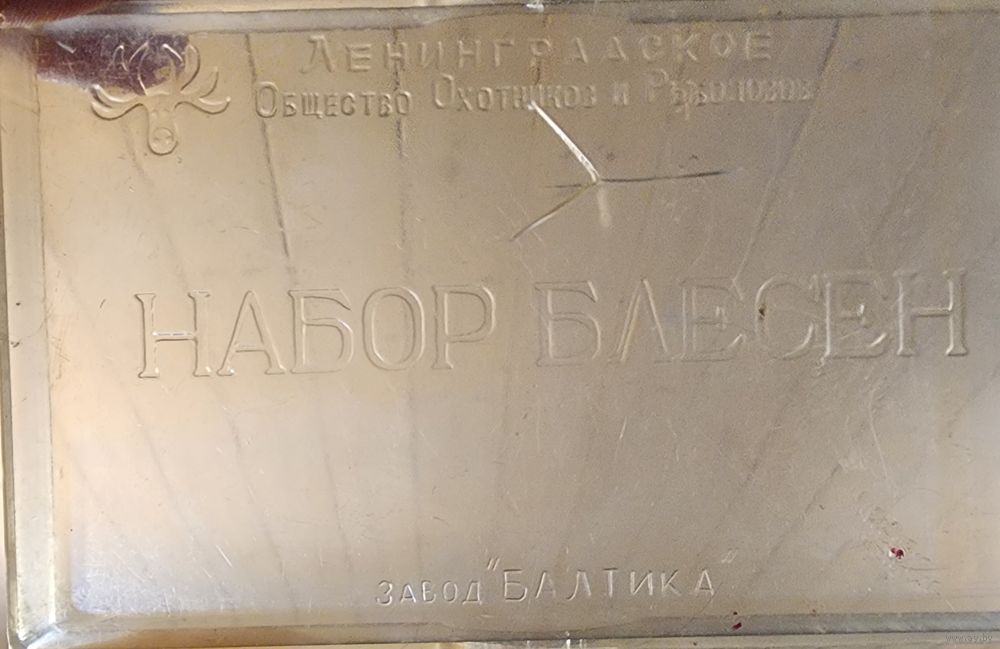 ЛЕНИНГРАДСКОЕ
ОБЩЕСТВО ОХОТНИКОВ И РЫБОЛОВОВ
НАБОР БЛЕСЕН
ЗАВОД "БАЛТИКА"